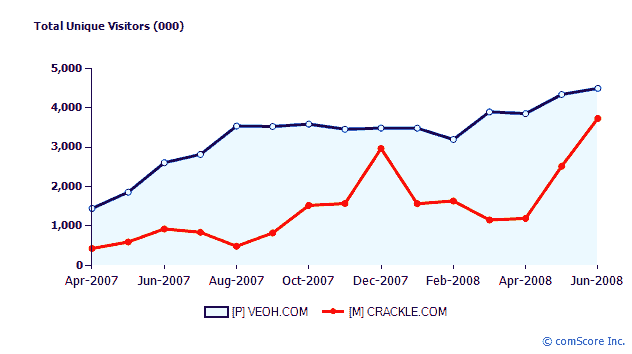 Total Unique Visitors (000)
5,000
4,000
3,000
2,000
1,000
0
Apr-2007 Jun-2007 Aug-2007 Oct-2007 Dec-2007 Feb-2008 Apr-2008 Jun-2008
[P] VEOH.COM [M] CRACKLE.COM
© comScore Inc.